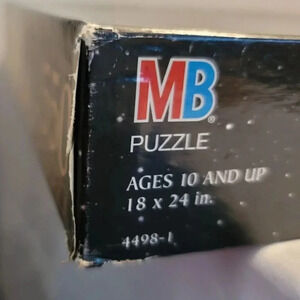 MB®
PUZZLE
AGES 10 AND UP
18 x 24 in.
4498-1